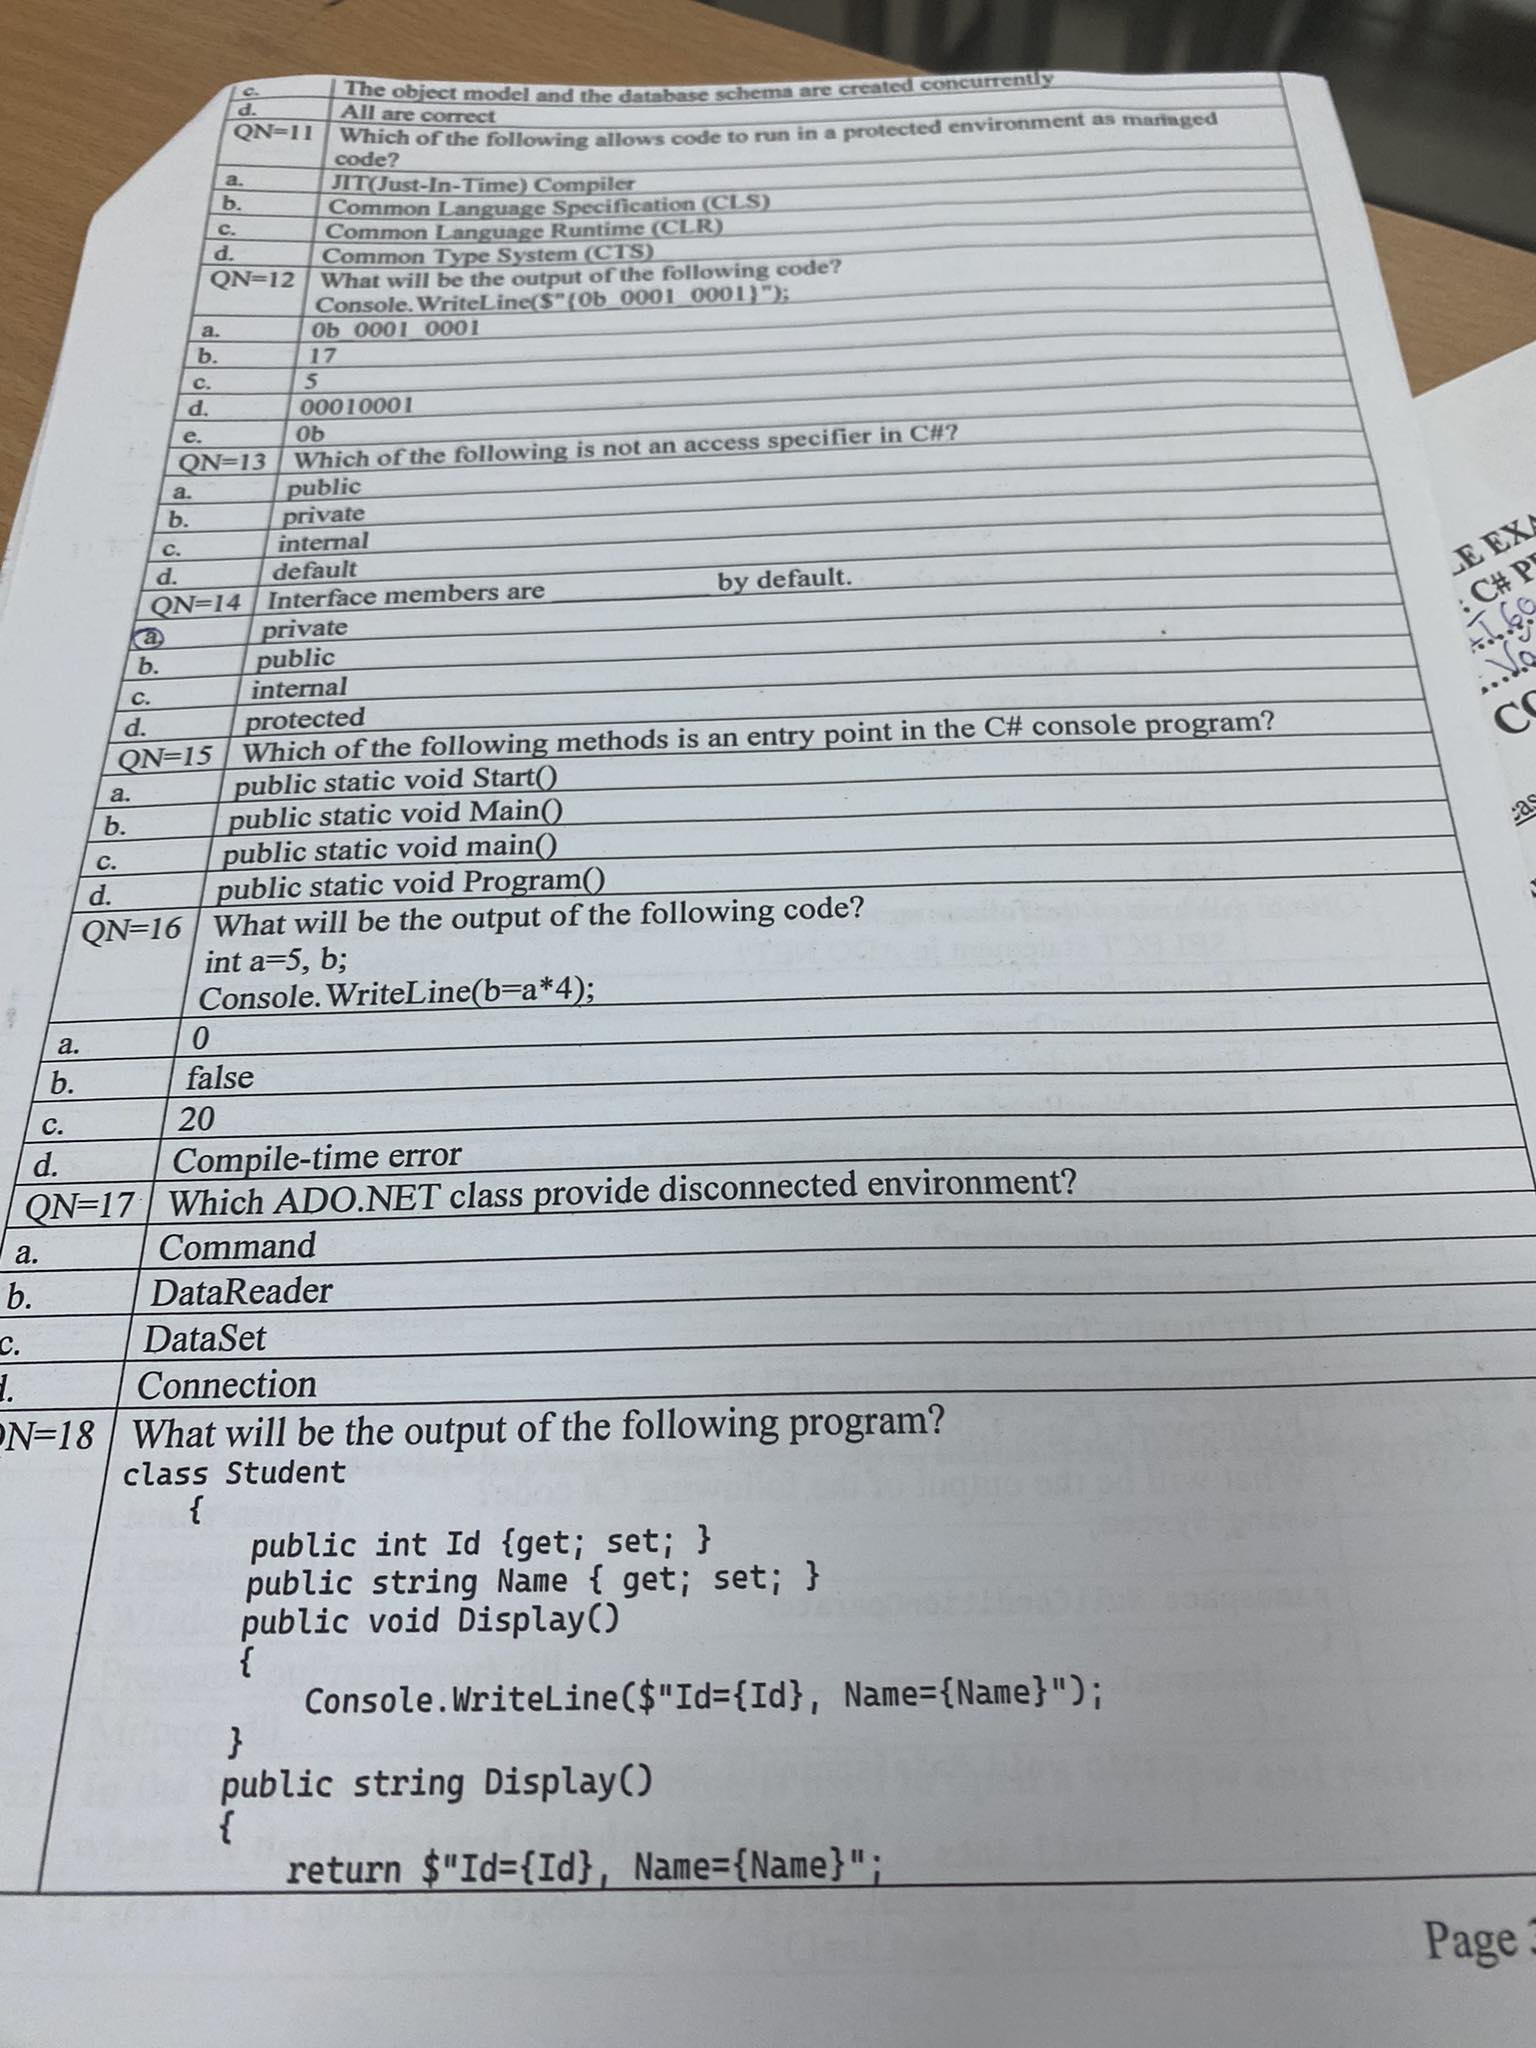 c. The object model and the database schema are created concurrently
d. All are correct
QN=11 Which of the following allows code to run in a protected environment as managed
code?
a. JIT(Just-In-Time) Compiler
b. Common Language Specification (CLS)
c. Common Language Runtime (CLR)
d. Common Type System (CTS)
QN=12 What will be the output of the following code?
Console.WriteLine($"{0b_0001_0001}");
a. 0b_0001_0001
b. 17
c. 5
d. 00010001
e. 0b
QN=13 Which of the following is not an access specifier in C#?
a. public
b. private
c. internal
d. default
QN=14 Interface members are ____________ by default.
a. private
b. public
c. internal
d. protected
QN=15 Which of the following methods is an entry point in the C# console program?
a. public static void Start()
b. public static void Main()
c. public static void main()
d. public static void Program()
QN=16 What will be the output of the following code?
int a=5, b;
Console.WriteLine(b=a*4);
a. 0
b. false
c. 20
d. Compile-time error
QN=17 Which ADO.NET class provide disconnected environment?
a. Command
b. DataReader
c. DataSet
d. Connection
QN=18 What will be the output of the following program?
class Student
{
public int Id {get; set; }
public string Name { get; set; }
public void Display()
{
Console.WriteLine($"Id={Id}, Name={Name}");
}
public string Display()
{
return $"Id={Id}, Name={Name}";
Page 3
LE EXA
: C# P